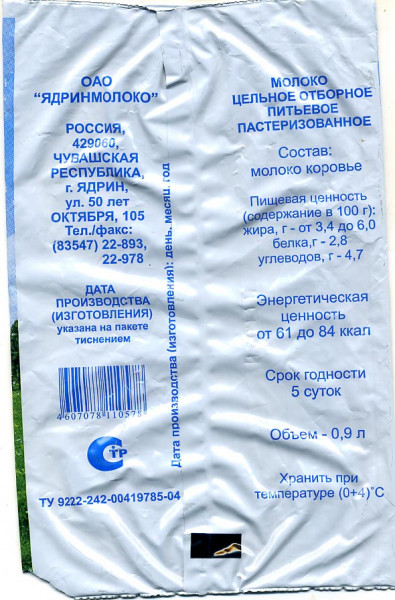 ОАО
"ЯДРИНМОЛОКО"
РОССИЯ,
429060,
ЧУВАШСКАЯ
РЕСПУБЛИКА,
г. ЯДРИН,
ул. 50 лет
ОКТЯБРЯ, 105
Тел./факс:
(83547) 22-893,
22-978
ДАТА
ПРОИЗВОДСТВА
(ИЗГОТОВЛЕНИЯ)
указана на пакете
тиснением
4607078110575
СТР
ТУ 9222-242-00419785-04
Дата производства (изготовления): день, месяц, год
МОЛОКО
ЦЕЛЬНОЕ ОТБОРНОЕ
ПИТЬЕВОЕ
ПАСТЕРИЗОВАННОЕ
Состав:
молоко коровье
Пищевая ценность
(содержание в 100 г):
жира, г - от 3,4 до 6,0
белка,г - 2,8
углеводов, г - 4,7
Энергетическая
ценность
от 61 до 84 ккал
Срок годности
5 суток
Объем - 0,9 л
Хранить при
температуре (0+4)°С